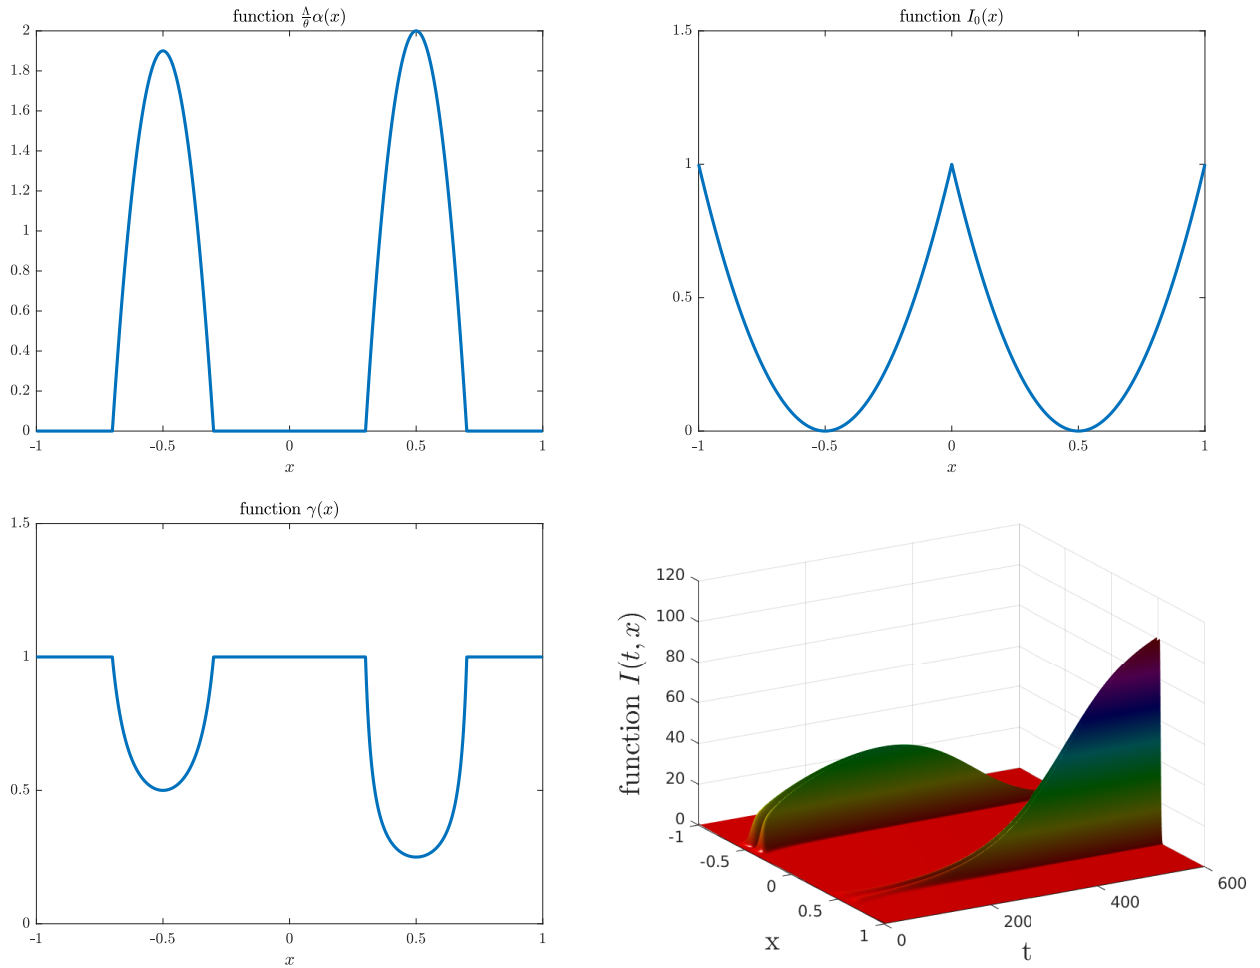 function $\frac{\Lambda}{\theta}\alpha(x)$
2
1.8
1.6
1.4
1.2
1
0.8
0.6
0.4
0.2
0
-1 -0.5 0 0.5 1
x
function $I_0(x)$
1.5
1
0.5
0
-1 -0.5 0 0.5 1
x
function $\gamma(x)$
1.5
1
0.5
0
-1 -0.5 0 0.5 1
x
function $I(t, x)$
120
100
80
60
40
20
0
-1
-0.5
0
0.5
1
x
0
200
400
600
t